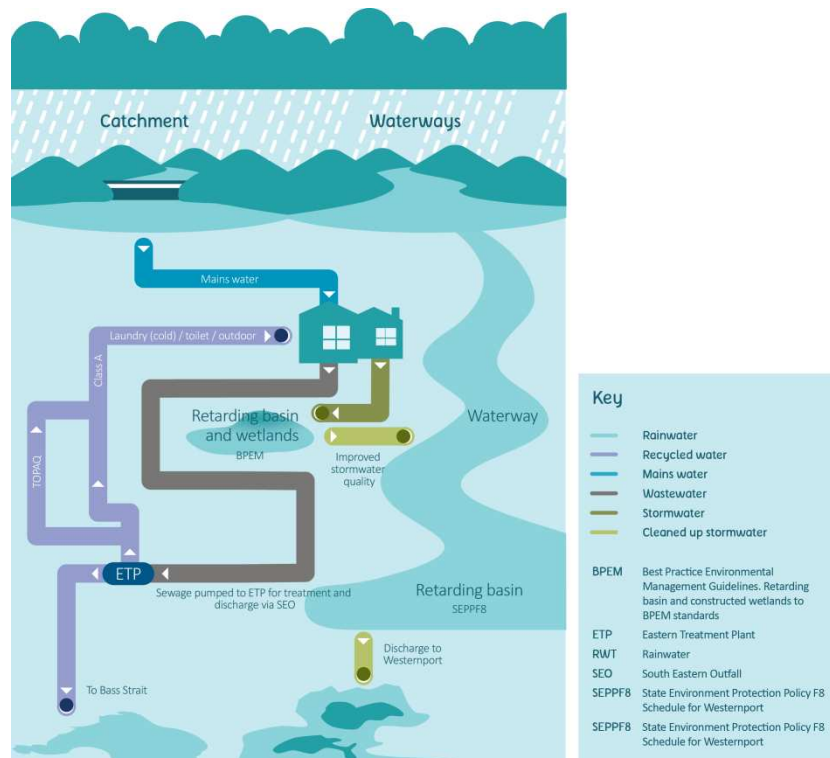 Catchment
Waterways
Mains water
Laundry (cold) / toilet / outdoor
Class A
TOPAQ
Retarding basin
and wetlands
BPEM
Improved
stormwater
quality
Waterway
ETP
Sewage pumped to ETP for treatment and
discharge via SEO
Retarding basin
SEPPF8
Discharge to
Westernport
To Bass Strait
Key
Rainwater
Recycled water
Mains water
Wastewater
Stormwater
Cleaned up stormwater
BPEM Best Practice Environmental
Management Guidelines. Retarding
basin and constructed wetlands to
BPEM standards
ETP Eastern Treatment Plant
RWT Rainwater
SEO South Eastern Outfall
SEPPF8 State Environment Protection Policy F8
Schedule for Westernport
SEPPF8 State Environment Protection Policy F8
Schedule for Westernport